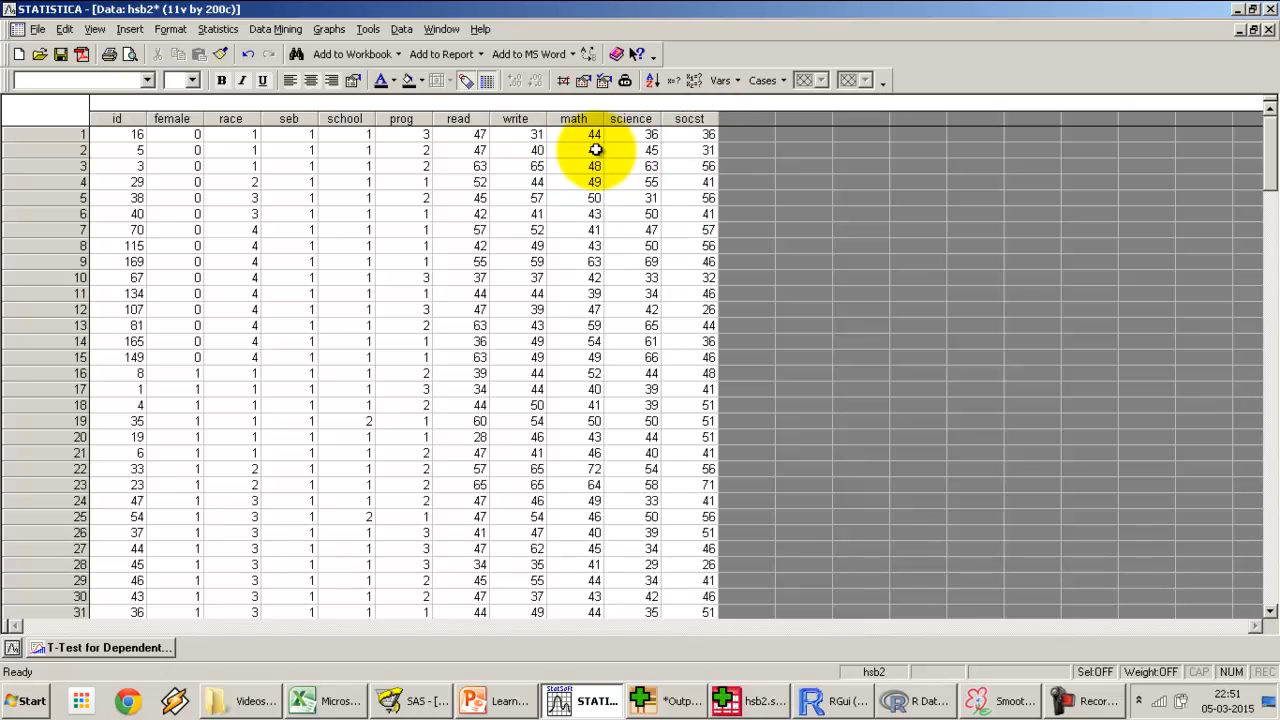 STATISTICA - [Data: hsb2* (11v by 200c)]
File Edit View Insert Format Statistics Data Mining Graphs Tools Data Window Help
Add to Workbook Add to Report Add to MS Word
B I U A Vars Cases
id female race seb school prog read write math science socst
1 16 0 1 1 1 3 47 31 44 36 36
2 5 0 1 1 1 2 47 40 45 31
3 3 0 1 1 1 2 63 65 48 63 56
4 29 0 2 1 1 1 52 44 49 55 41
5 38 0 3 1 1 2 45 57 50 31 56
6 40 0 3 1 1 1 42 41 43 50 41
7 70 0 4 1 1 1 57 52 41 47 57
8 115 0 4 1 1 1 42 49 43 50 56
9 169 0 4 1 1 1 55 59 63 69 46
10 67 0 4 1 1 3 37 37 42 33 32
11 134 0 4 1 1 1 44 44 39 34 46
12 107 0 4 1 1 3 47 39 47 42 26
13 81 0 4 1 1 2 63 43 59 65 44
14 165 0 4 1 1 1 36 49 54 61 36
15 149 0 4 1 1 1 63 49 49 66 46
16 8 1 1 1 1 2 39 44 52 44 48
17 1 1 1 1 1 3 34 44 40 39 41
18 4 1 1 1 1 2 44 50 41 39 51
19 35 1 1 1 2 1 60 54 50 50 51
20 19 1 1 1 1 1 28 46 43 44 51
21 6 1 1 1 1 2 47 41 46 40 41
22 33 1 2 1 1 2 57 65 72 54 56
23 23 1 2 1 1 2 65 65 64 58 71
24 47 1 3 1 1 2 47 46 49 33 41
25 54 1 3 1 2 1 47 54 46 50 56
26 37 1 3 1 1 3 41 47 40 39 51
27 44 1 3 1 1 3 47 62 45 34 46
28 45 1 3 1 1 3 34 35 41 29 26
29 46 1 3 1 1 2 45 55 44 34 41
30 43 1 3 1 1 2 47 37 43 42 46
31 36 1 3 1 1 1 44 49 44 35 51
T-Test for Dependent...
Ready hsb2 Sel:OFF Weight:OFF CAP NUM REC
Start Videos... Micros... SAS - [... Learn... StatSoft STATI... *Outp... hsb2.s... RGui (... R Dat... Smoot... Recor... 22:51
05-03-2015